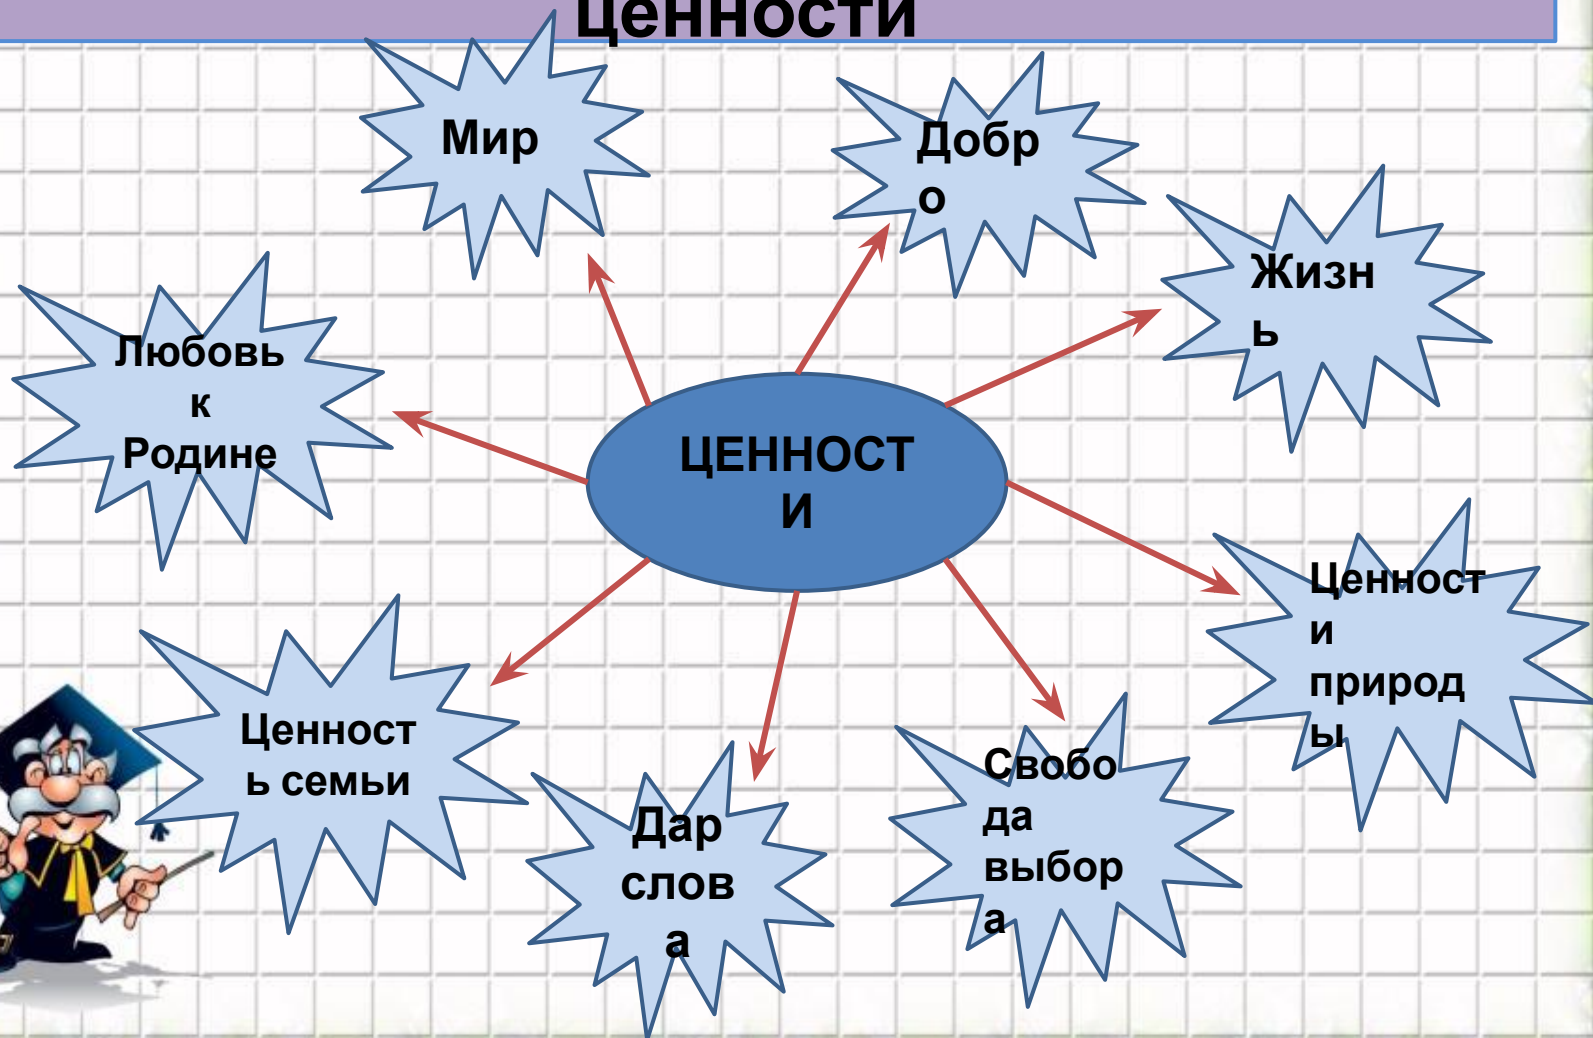 ценности
Мир
Добр
о
Жизн
ь
Любовь
к
Родине
ЦЕННОСТ
И
Ценност
и
природ
ы
Ценност
ь семьи
Дар
слов
а
Свобо
да
выбор
а